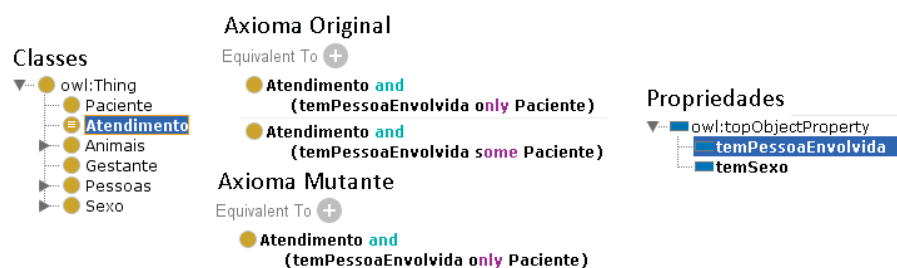 Classes
owl:Thing
Paciente
Atendimento
Animais
Gestante
Pessoas
Sexo
Axioma Original
Equivalent To
Atendimento and
(temPessoaEnvolvida only Paciente)
Atendimento and
(temPessoaEnvolvida some Paciente)
Axioma Mutante
Equivalent To
Atendimento and
(temPessoaEnvolvida only Paciente)
Propriedades
owl:topObjectProperty
temPessoaEnvolvida
temSexo